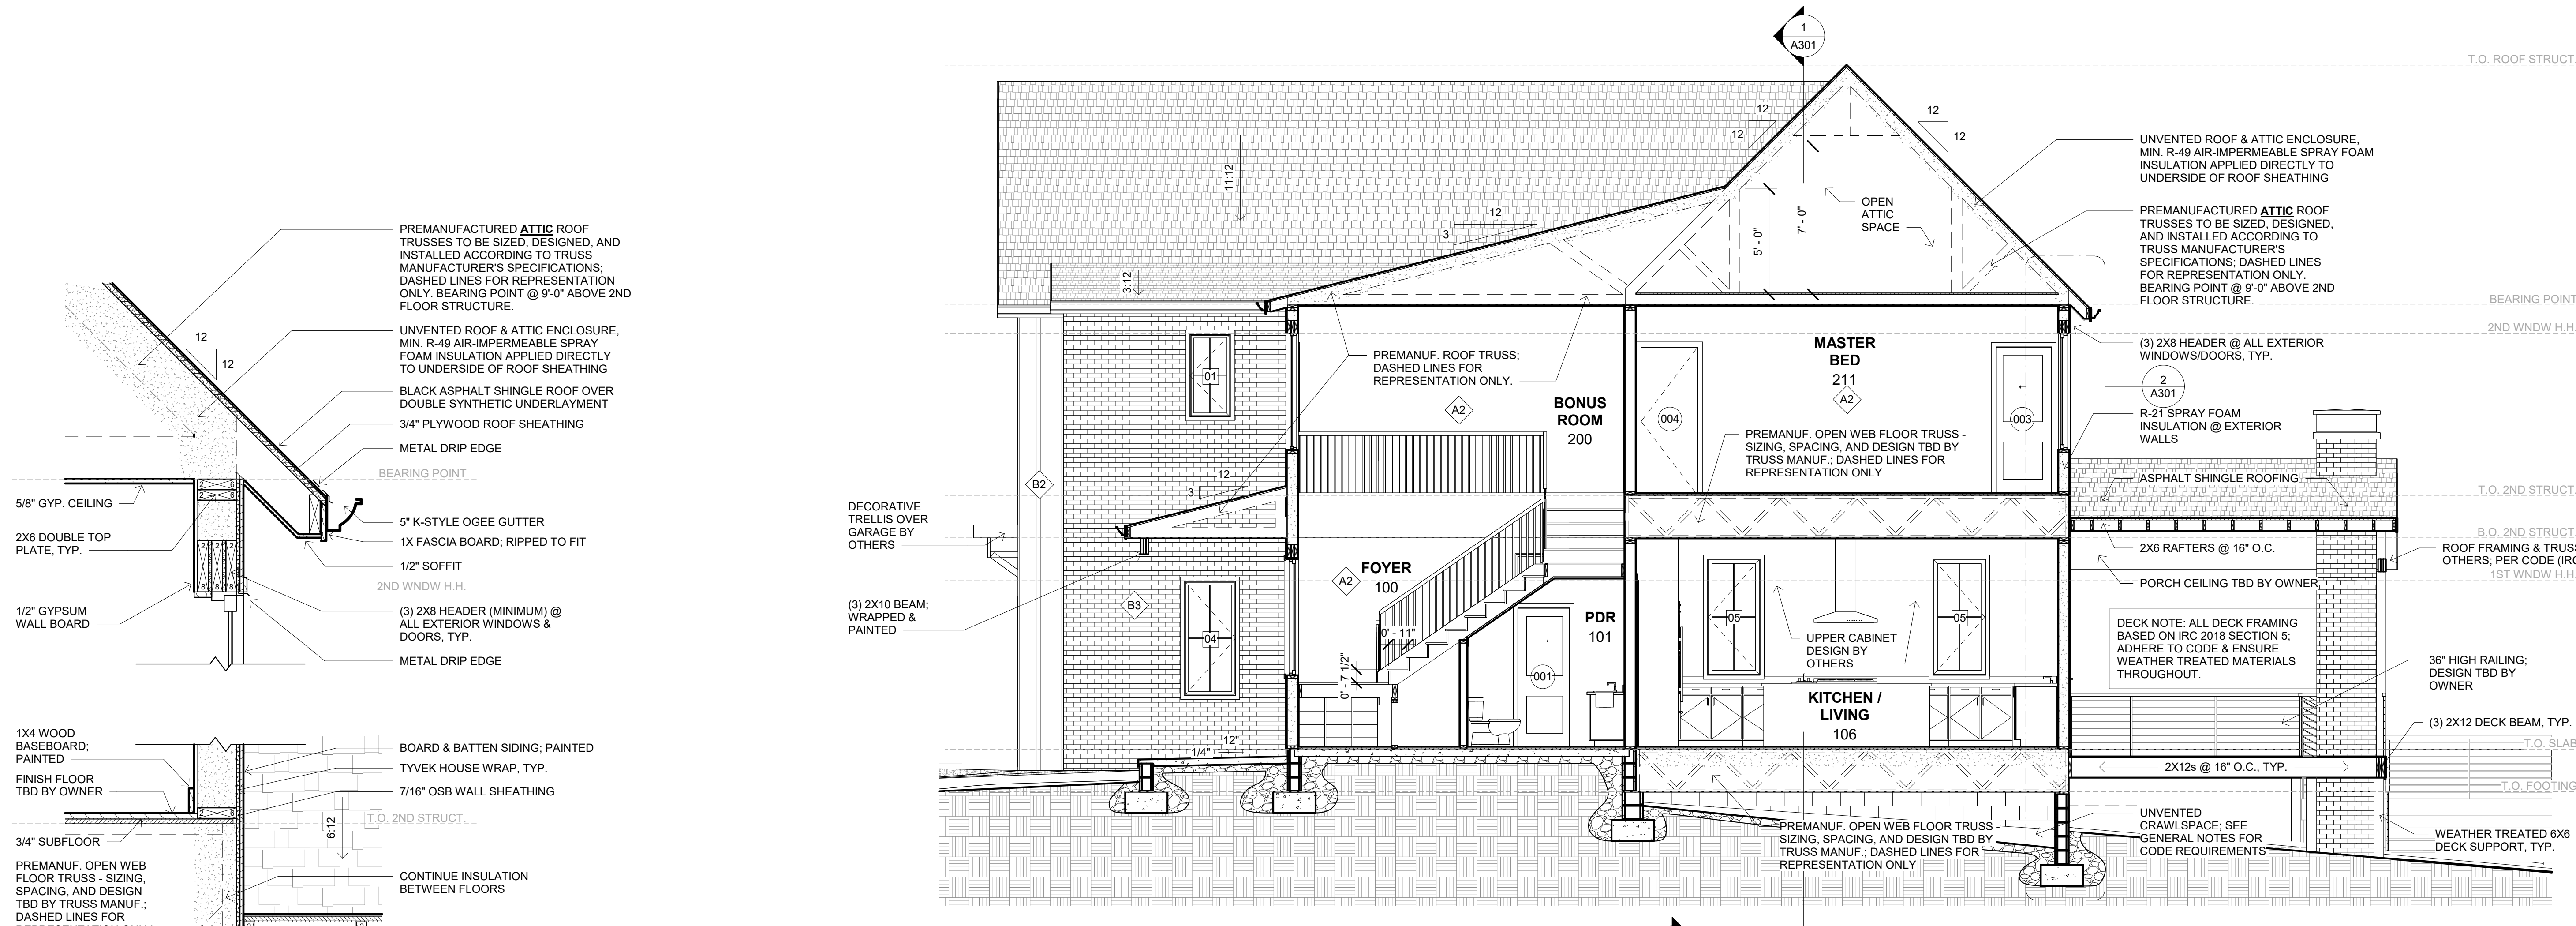 PREMANUFACTURED ATTIC ROOF
TRUSSES TO BE SIZED, DESIGNED, AND
INSTALLED ACCORDING TO TRUSS
MANUFACTURER'S SPECIFICATIONS;
DASHED LINES FOR REPRESENTATION
ONLY. BEARING POINT @ 9'-0" ABOVE 2ND
FLOOR STRUCTURE.
12
12
UNVENTED ROOF & ATTIC ENCLOSURE,
MIN. R-49 AIR-IMPERMEABLE SPRAY
FOAM INSULATION APPLIED DIRECTLY
TO UNDERSIDE OF ROOF SHEATHING
BLACK ASPHALT SHINGLE ROOF OVER
DOUBLE SYNTHETIC UNDERLAYMENT
3/4" PLYWOOD ROOF SHEATHING
METAL DRIP EDGE
BEARING POINT
5/8" GYP. CEILING
2 6
2 6
5" K-STYLE OGEE GUTTER
2X6 DOUBLE TOP
PLATE, TYP.
1X FASCIA BOARD; RIPPED TO FIT
2 2 2
8 8 8
1/2" SOFFIT
2ND WNDW H.H.
1/2" GYPSUM
WALL BOARD
(3) 2X8 HEADER (MINIMUM) @
ALL EXTERIOR WINDOWS &
DOORS, TYP.
METAL DRIP EDGE
1X4 WOOD
BASEBOARD;
PAINTED
BOARD & BATTEN SIDING; PAINTED
TYVEK HOUSE WRAP, TYP.
FINISH FLOOR
TBD BY OWNER
7/16" OSB WALL SHEATHING
2 6
T.O. 2ND STRUCT.
6:12
3/4" SUBFLOOR
PREMANUF. OPEN WEB
FLOOR TRUSS - SIZING,
SPACING, AND DESIGN
TBD BY TRUSS MANUF.;
DASHED LINES FOR
REPRESENTATION ONLY
CONTINUE INSULATION
BETWEEN FLOORS
1
A301
T.O. ROOF STRUCT.
12
12
12
12
11:12
3:12
12
3
5' - 0"
7' - 0"
OPEN
ATTIC
SPACE
UNVENTED ROOF & ATTIC ENCLOSURE,
MIN. R-49 AIR-IMPERMEABLE SPRAY FOAM
INSULATION APPLIED DIRECTLY TO
UNDERSIDE OF ROOF SHEATHING
PREMANUFACTURED ATTIC ROOF
TRUSSES TO BE SIZED, DESIGNED,
AND INSTALLED ACCORDING TO
TRUSS MANUFACTURER'S
SPECIFICATIONS; DASHED LINES
FOR REPRESENTATION ONLY.
BEARING POINT @ 9'-0" ABOVE 2ND
FLOOR STRUCTURE.
BEARING POINT
2ND WNDW H.H.
(3) 2X8 HEADER @ ALL EXTERIOR
WINDOWS/DOORS, TYP.
2
A301
R-21 SPRAY FOAM
INSULATION @ EXTERIOR
WALLS
01
PREMANUF. ROOF TRUSS;
DASHED LINES FOR
REPRESENTATION ONLY.
A2
BONUS
ROOM
200
MASTER
BED
211
A2
004
003
PREMANUF. OPEN WEB FLOOR TRUSS -
SIZING, SPACING, AND DESIGN TBD BY
TRUSS MANUF.; DASHED LINES FOR
REPRESENTATION ONLY
B2
12
3
DECORATIVE
TRELLIS OVER
GARAGE BY
OTHERS
ASPHALT SHINGLE ROOFING
T.O. 2ND STRUCT.
B.O. 2ND STRUCT.
2X6 RAFTERS @ 16" O.C.
ROOF FRAMING & TRUSS
OTHERS; PER CODE (IRC
1ST WNDW H.H.
PORCH CEILING TBD BY OWNER
FOYER
100
A2
B3
(3) 2X10 BEAM;
WRAPPED &
PAINTED
04
0' - 11"
0' - 7 1/2"
PDR
101
001
05
05
UPPER CABINET
DESIGN BY
OTHERS
KITCHEN /
LIVING
106
DECK NOTE: ALL DECK FRAMING
BASED ON IRC 2018 SECTION 5;
ADHERE TO CODE & ENSURE
WEATHER TREATED MATERIALS
THROUGHOUT.
36" HIGH RAILING;
DESIGN TBD BY
OWNER
(3) 2X12 DECK BEAM, TYP.
T.O. SLAB
12"
1/4"
2X12s @ 16" O.C., TYP.
T.O. FOOTING
PREMANUF. OPEN WEB FLOOR TRUSS -
SIZING, SPACING, AND DESIGN TBD BY
TRUSS MANUF.; DASHED LINES FOR
REPRESENTATION ONLY
UNVENTED
CRAWLSPACE; SEE
GENERAL NOTES FOR
CODE REQUIREMENTS
WEATHER TREATED 6X6
DECK SUPPORT, TYP.